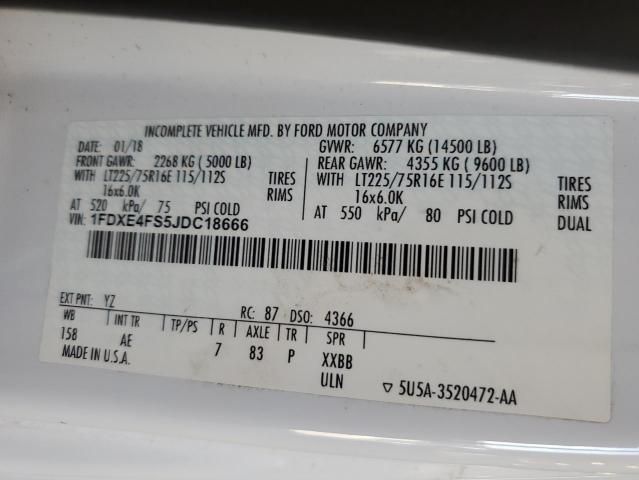 INCOMPLETE VEHICLE MFD. BY FORD MOTOR COMPANY
DATE: 01/18 GVWR: 6577 KG (14500 LB)
FRONT GAWR: 2268 KG ( 5000 LB) REAR GAWR: 4355 KG ( 9600 LB)
WITH LT225/75R16E 115/112S TIRES WITH LT225/75R16E 115/112S TIRES
16x6.0K RIMS 16x6.0K RIMS
AT 520 kPa/ 75 PSI COLD AT 550 kPa/ 80 PSI COLD DUAL
VIN: 1FDXE4FS5JDC18666
EXT PNT: YZ RC: 87 DSO: 4366
WB INT TR TP/PS R AXLE TR SPR
158 AE 7 83 P XXBB
MADE IN U.S.A. ULN
▽ 5U5A-3520472-AA